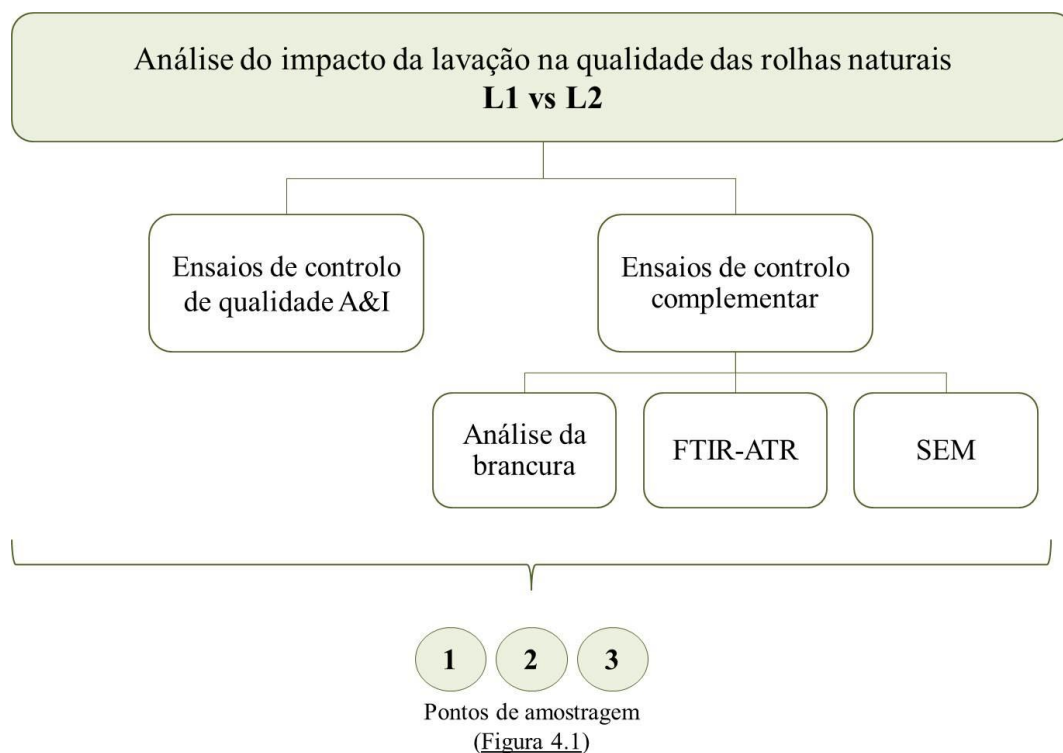 Análise do impacto da lavação na qualidade das rolhas naturais
L1 vs L2
Ensaios de controlo
de qualidade A&I
Ensaios de controlo
complementar
Análise da
brancura
FTIR-ATR
SEM
1 2 3
Pontos de amostragem
(Figura 4.1)